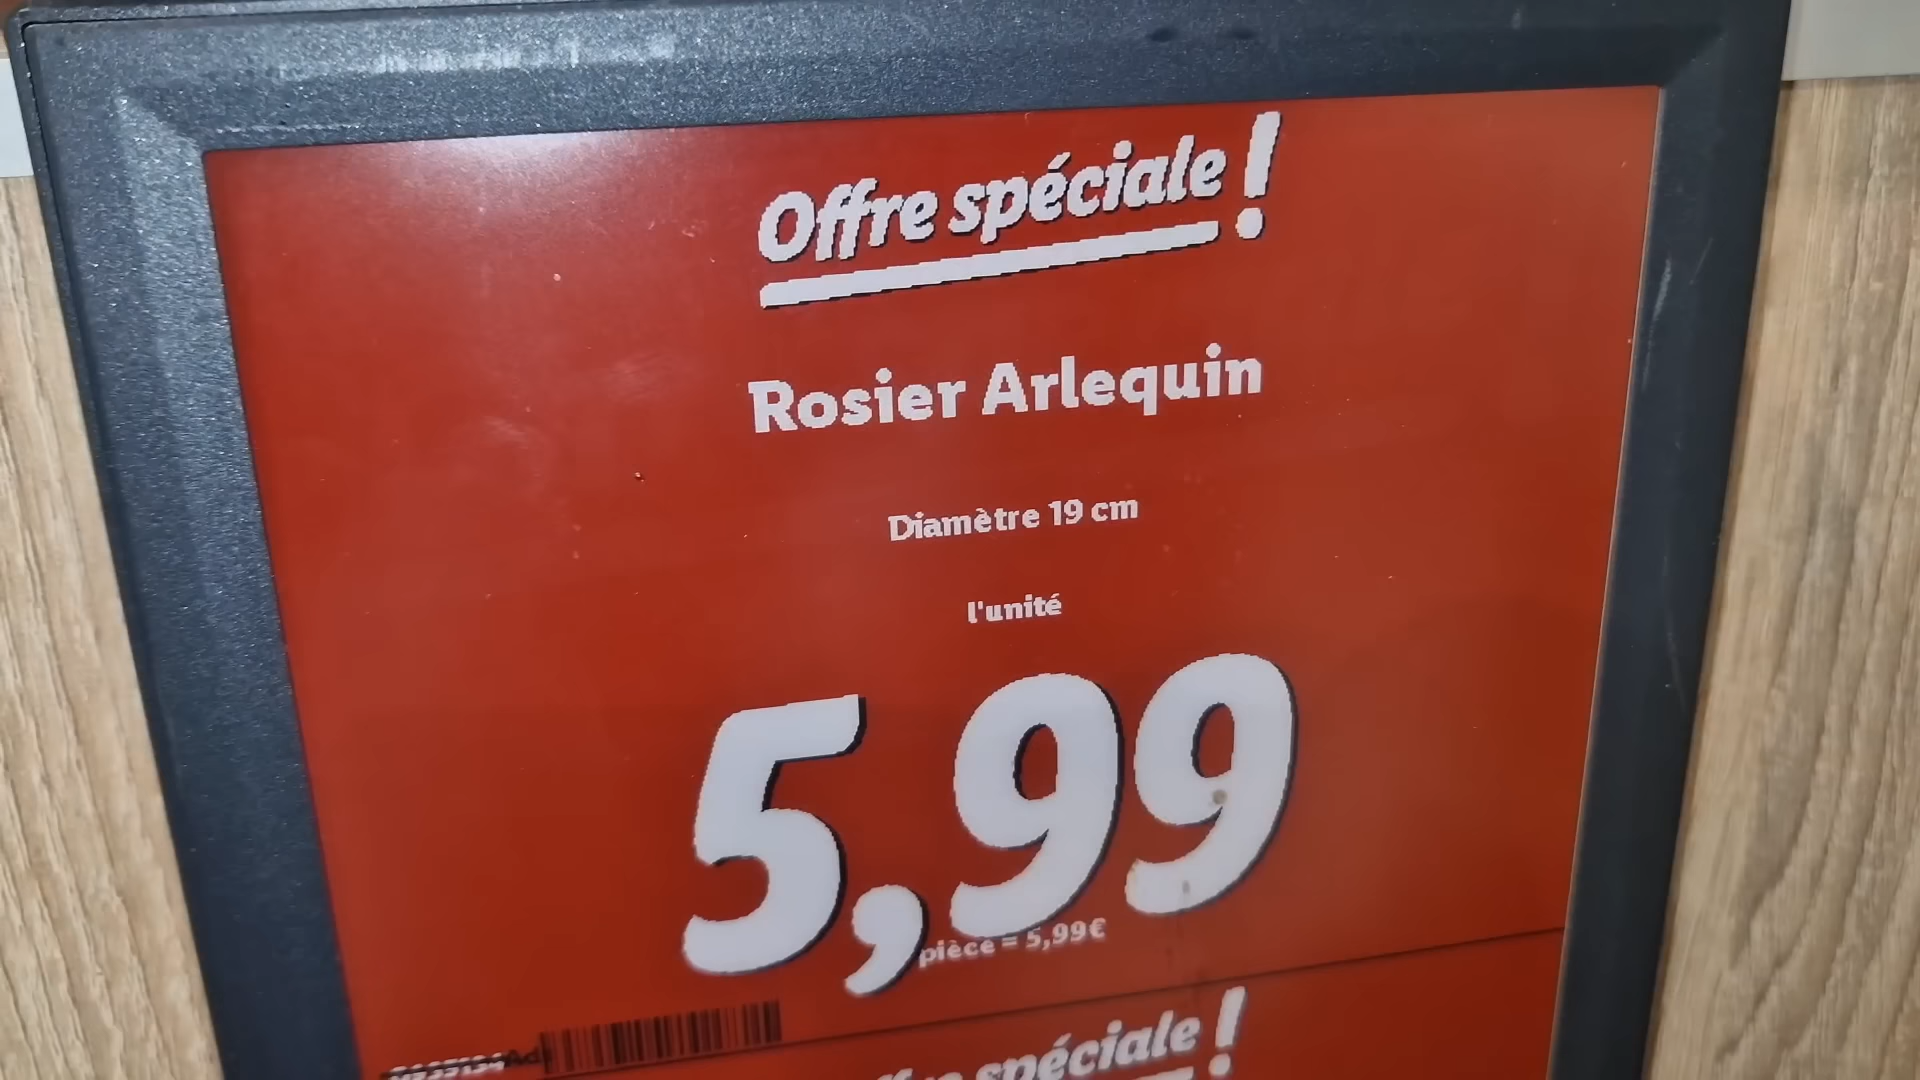 Offre spéciale !
Rosier Arlequin
Diamètre 19 cm
l'unité
5,99
pièce = 5,99€
spéciale !